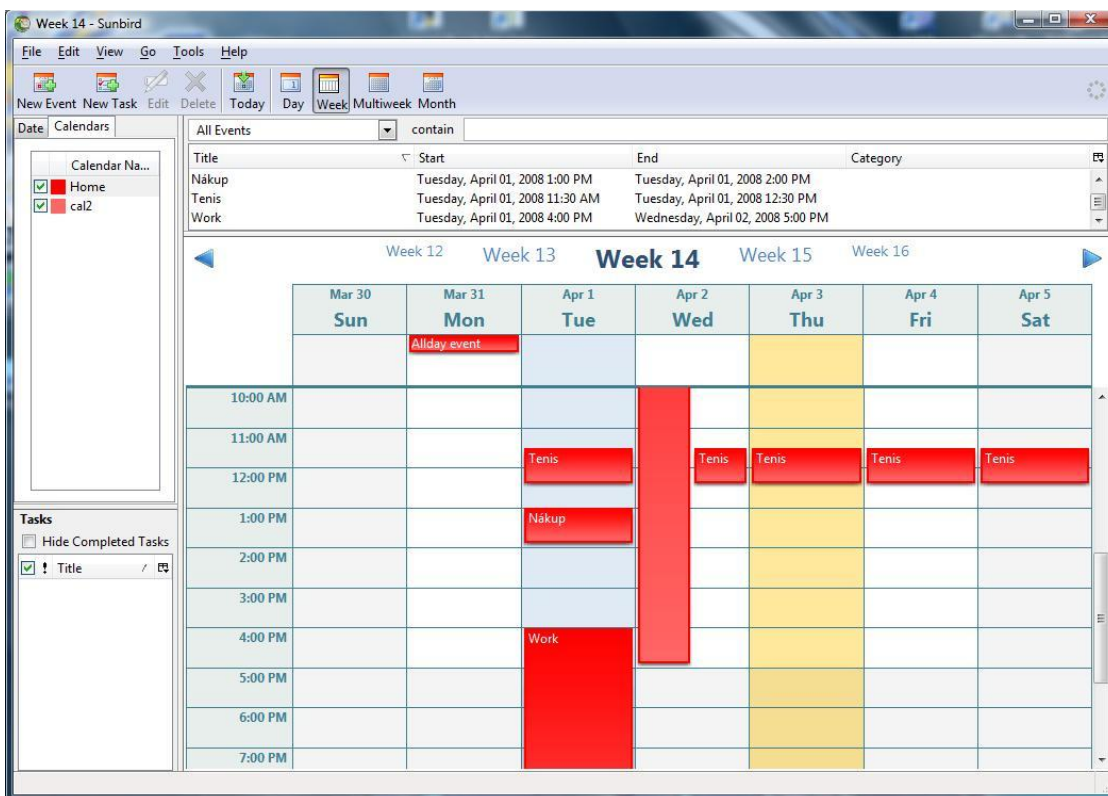 Week 14 - Sunbird
File Edit View Go Tools Help
New Event New Task Edit Delete Today Day Week Multiweek Month
Date Calendars
Calendar Na...
Home
cal2
All Events contain
Title Start End Category
Nákup Tuesday, April 01, 2008 1:00 PM Tuesday, April 01, 2008 2:00 PM
Tenis Tuesday, April 01, 2008 11:30 AM Tuesday, April 01, 2008 12:30 PM
Work Tuesday, April 01, 2008 4:00 PM Wednesday, April 02, 2008 5:00 PM
Week 12 Week 13 Week 14 Week 15 Week 16
Mar 30 Mar 31 Apr 1 Apr 2 Apr 3 Apr 4 Apr 5
Sun Mon Tue Wed Thu Fri Sat
Allday event
10:00 AM
11:00 AM
Tenis Tenis Tenis Tenis Tenis
12:00 PM
1:00 PM Nákup
2:00 PM
3:00 PM
4:00 PM Work
5:00 PM
6:00 PM
7:00 PM
Tasks
Hide Completed Tasks
! Title